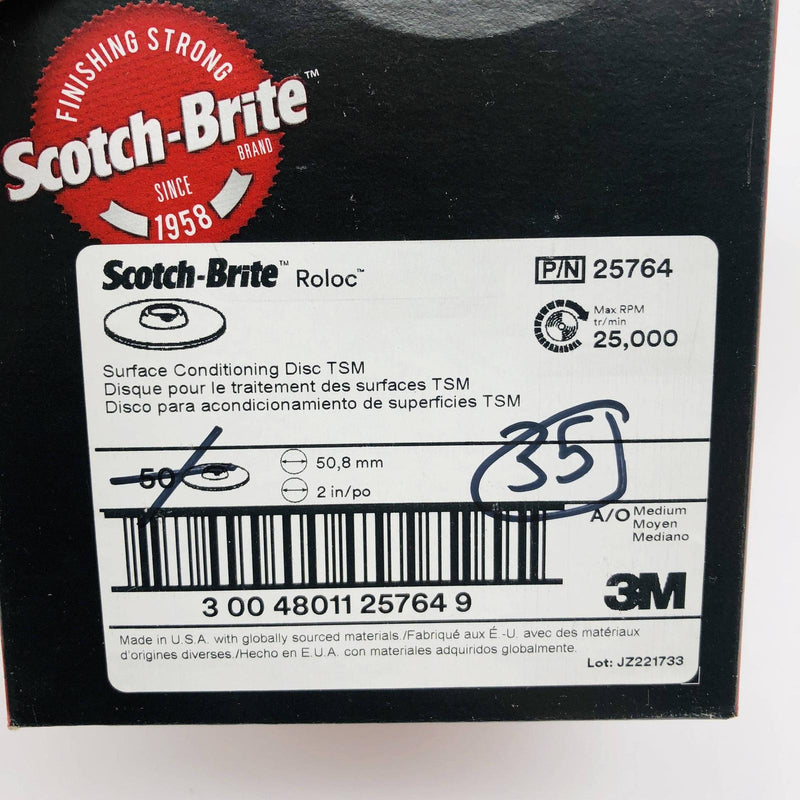 FINISHING STRONG
Scotch-Brite™
BRAND
SINCE
1958
Scotch-Brite™ Roloc™
P/N 25764
Max RPM
tr/min
25,000
Surface Conditioning Disc TSM
Disque pour le traitement des surfaces TSM
Disco para acondicionamiento de superficies TSM
50
50,8 mm
2 in/po
35
A/O Medium
Moyen
Mediano
3M
3 00 48011 25764 9
Made in U.S.A. with globally sourced materials./Fabriqué aux É.-U. avec des matériaux
d'origines diverses./Hecho en E.U.A. con materiales adquiridos globalmente.
Lot: JZ221733